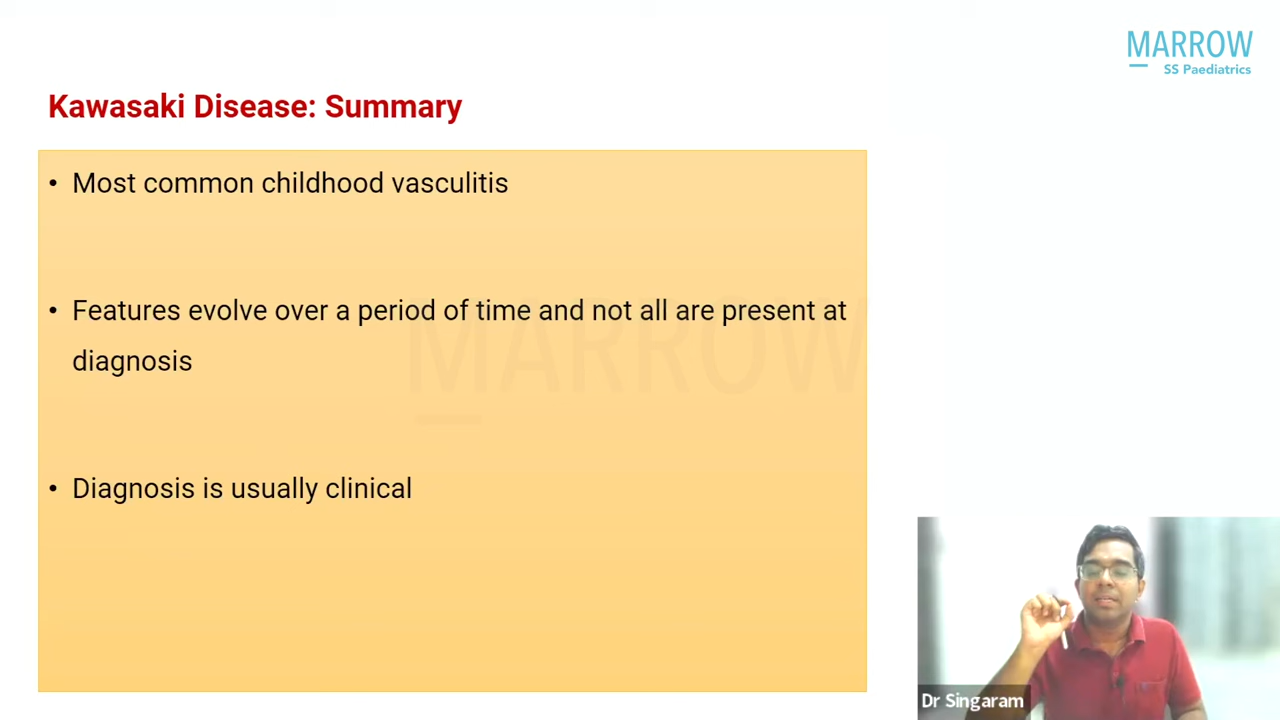 MARROW
SS Paediatrics
Kawasaki Disease: Summary
• Most common childhood vasculitis
• Features evolve over a period of time and not all are present at
diagnosis
• Diagnosis is usually clinical
MARROW
Dr Singaram